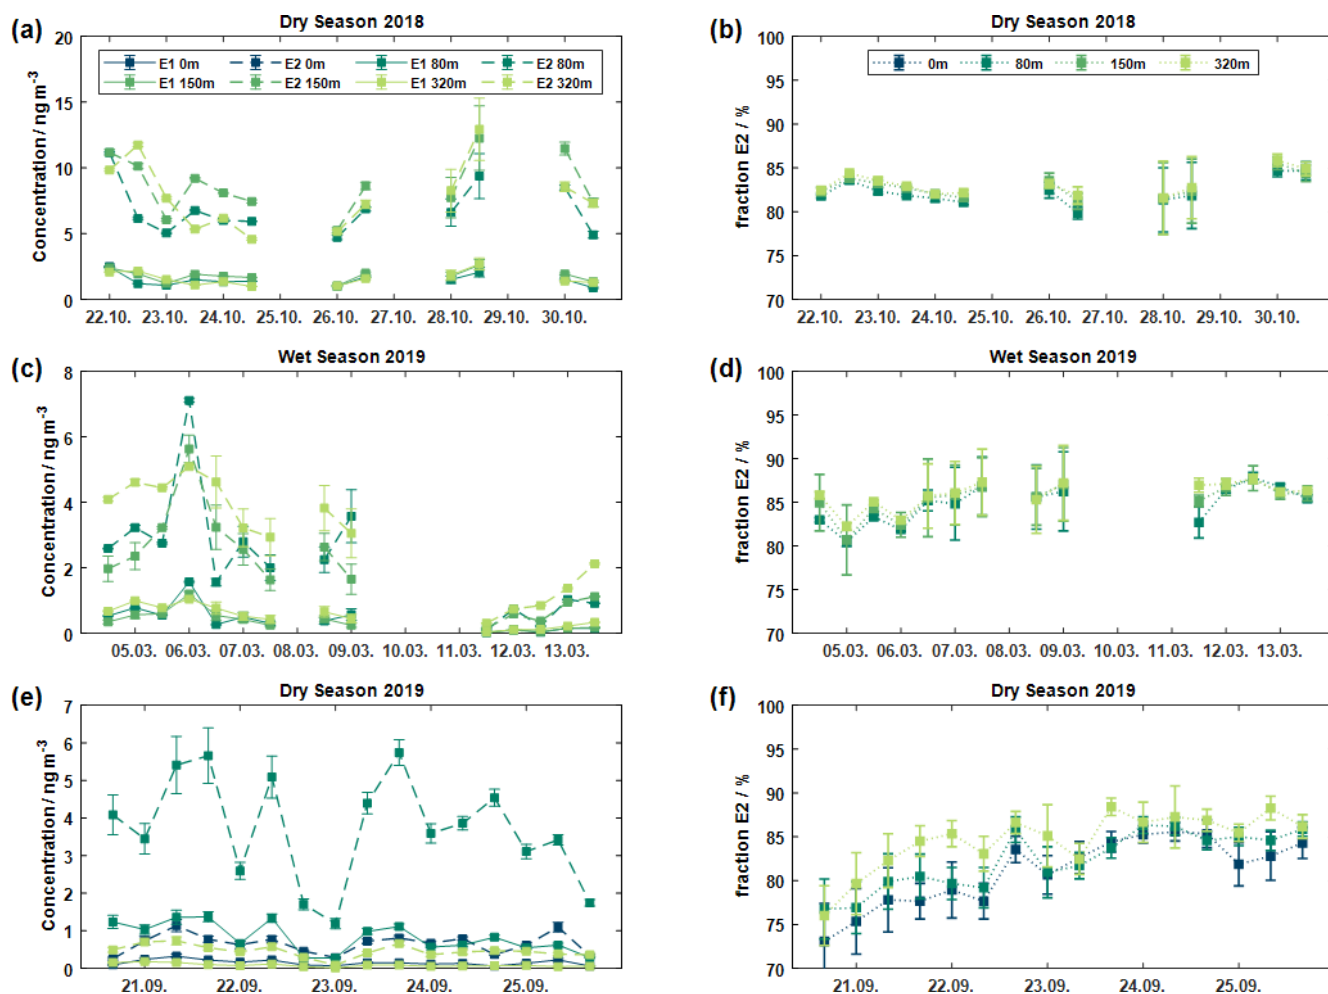 (a) Dry Season 2018
Concentration / ng m-3
20
15
10
5
0
E1 0m E2 0m E1 80m E2 80m
E1 150m E2 150m E1 320m E2 320m
22.10. 23.10. 24.10. 25.10. 26.10. 27.10. 28.10. 29.10. 30.10.
(b) Dry Season 2018
fraction E2 / %
100
95
90
85
80
75
70
0m 80m 150m 320m
22.10. 23.10. 24.10. 25.10. 26.10. 27.10. 28.10. 29.10. 30.10.
(c) Wet Season 2019
Concentration / ng m-3
8
6
4
2
0
05.03. 06.03. 07.03. 08.03. 09.03. 10.03. 11.03. 12.03. 13.03.
(d) Wet Season 2019
fraction E2 / %
100
95
90
85
80
75
70
05.03. 06.03. 07.03. 08.03. 09.03. 10.03. 11.03. 12.03. 13.03.
(e) Dry Season 2019
Concentration / ng m-3
7
6
5
4
3
2
1
0
21.09. 22.09. 23.09. 24.09. 25.09.
(f) Dry Season 2019
fraction E2 / %
100
95
90
85
80
75
70
21.09. 22.09. 23.09. 24.09. 25.09.